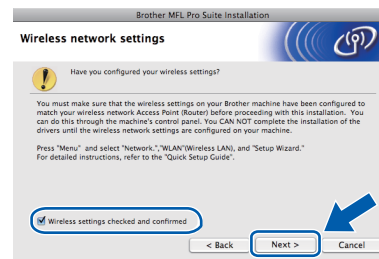 Brother MFL Pro Suite Installation
Wireless network settings
Have you configured your wireless settings?
You must make sure that the wireless settings on your Brother machine have been configured to
match your wireless network Access Point (Router) before proceeding with this installation. You
can do this through the machine's control panel. You CAN NOT complete the installation of the
drivers until the wireless network settings are configured on your machine.
Press "Menu" and select "Network.","WLAN"(Wireless LAN), and "Setup Wizard."
For detailed instructions, refer to the "Quick Setup Guide".
Wireless settings checked and confirmed
< Back Next > Cancel